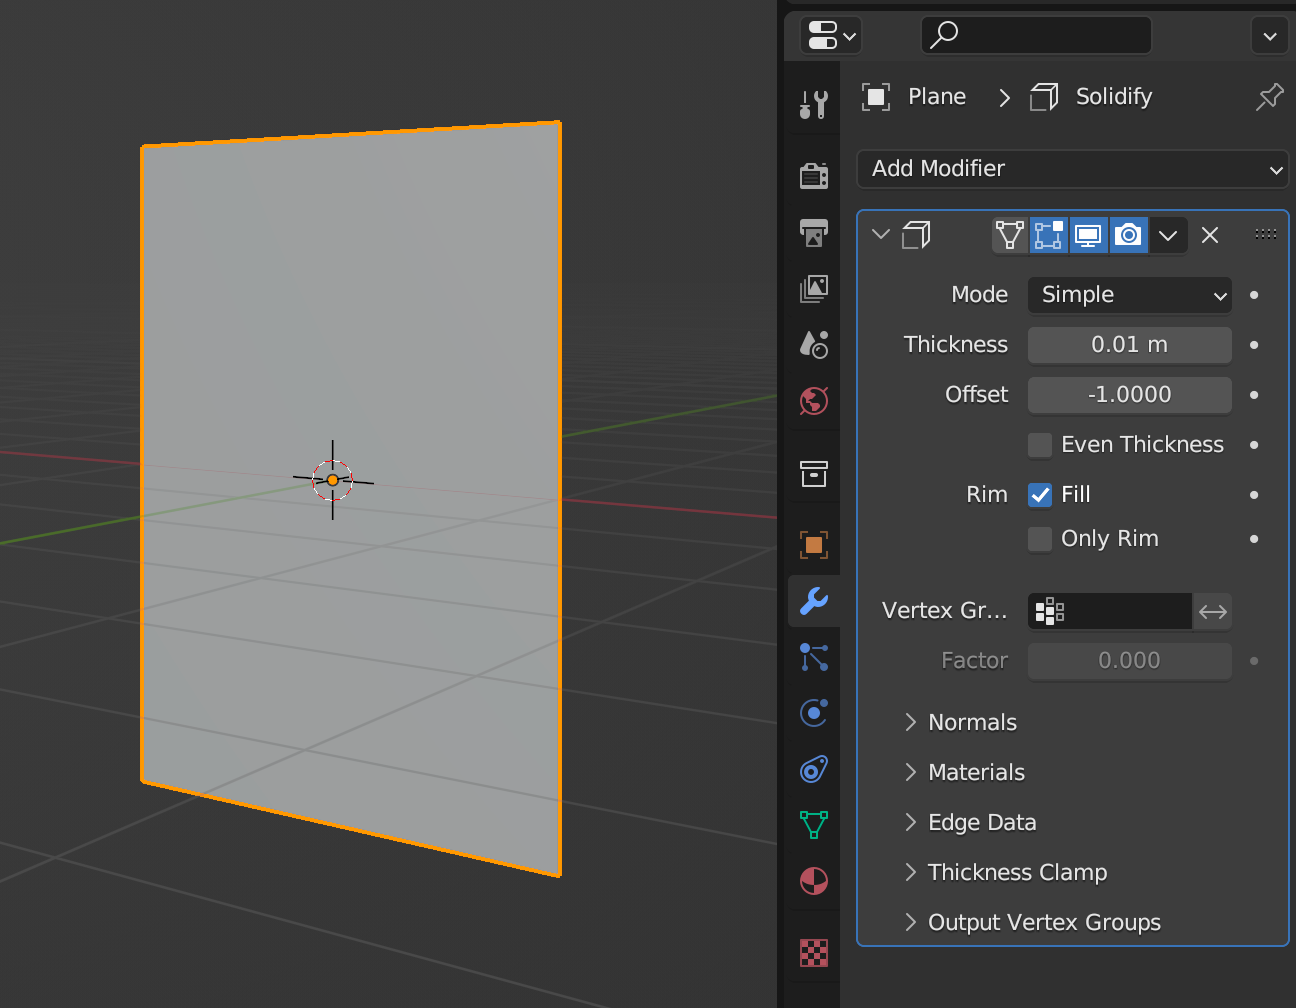 Plane
Solidify
Add Modifier
Mode
Simple
Thickness
0.01 m
Offset
-1.0000
Even Thickness
Rim
Fill
Only Rim
Vertex Gr...
Factor
0.000
Normals
Materials
Edge Data
Thickness Clamp
Output Vertex Groups